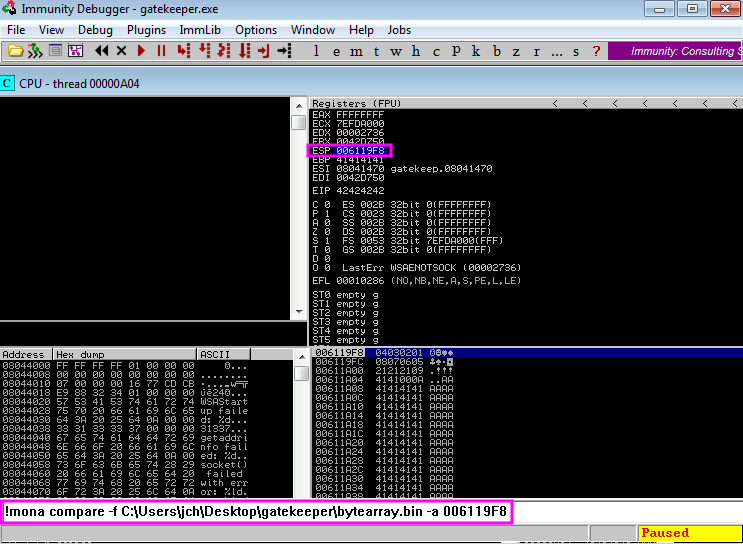 Immunity Debugger - gatekeeper.exe
File View Debug Plugins ImmLib Options Window Help Jobs
l e m t w h c p k b z r ... s ? Immunity: Consulting S
C CPU - thread 00000A04
Registers (FPU) < < < < < < <
EAX FFFFFFFF
ECX 7EFDA000
EDX 00002736
EBX 0042D750
ESP 006119F8
EBP 41414141
ESI 08041470 gatekeep.08041470
EDI 0042D750
EIP 42424242
C 0 ES 002B 32bit 0(FFFFFFFF)
P 1 CS 0023 32bit 0(FFFFFFFF)
A 0 SS 002B 32bit 0(FFFFFFFF)
Z 0 DS 002B 32bit 0(FFFFFFFF)
S 1 FS 0053 32bit 7EFDA000(FFF)
T 0 GS 002B 32bit 0(FFFFFFFF)
D 0
O 0 LastErr WSAENOTSOCK (00002736)
EFL 00010286 (NO,NB,NE,A,S,PE,L,LE)
ST0 empty g
ST1 empty g
ST2 empty g
ST3 empty g
ST4 empty g
ST5 empty g
Address Hex dump ASCII
08044000 FF FF FF FF 01 00 00 00
08044008 00 00 00 00 00 00 00 00 ........
08044010 07 00 00 00 16 77 CD CB
08044018 E9 88 32 34 01 00 00 00
08044020 57 53 41 53 74 61 72 74 WSAStart
08044028 75 70 20 66 61 69 6C 65 up faile
08044030 64 3A 20 25 64 0A 00 00 d: %d...
08044038 33 31 33 33 37 00 00 00 31337...
08044040 67 65 74 61 64 64 72 69 getaddri
08044048 6E 66 6F 20 66 61 69 6C nfo fail
08044050 65 64 3A 20 25 64 0A 00 ed: %d..
08044058 73 6F 63 6B 65 74 28 29 socket()
08044060 20 66 61 69 6C 65 64 20 failed
08044068 77 69 74 68 20 65 72 72 with err
08044070 6F 72 3A 20 25 6C 64 0A or: %ld.
006119F8 04030201
006119FC 08070605
00611A00 21212109 .!!!
00611A04 4141000A ..AA
00611A08 41414141 AAAA
00611A0C 41414141 AAAA
00611A10 41414141 AAAA
00611A14 41414141 AAAA
00611A18 41414141 AAAA
00611A1C 41414141 AAAA
00611A20 41414141 AAAA
00611A24 41414141 AAAA
00611A28 41414141 AAAA
00611A2C 41414141 AAAA
00611A30 41414141 AAAA
!mona compare -f C:\Users\jch\Desktop\gatekeeper\bytearray.bin -a 006119F8
Paused